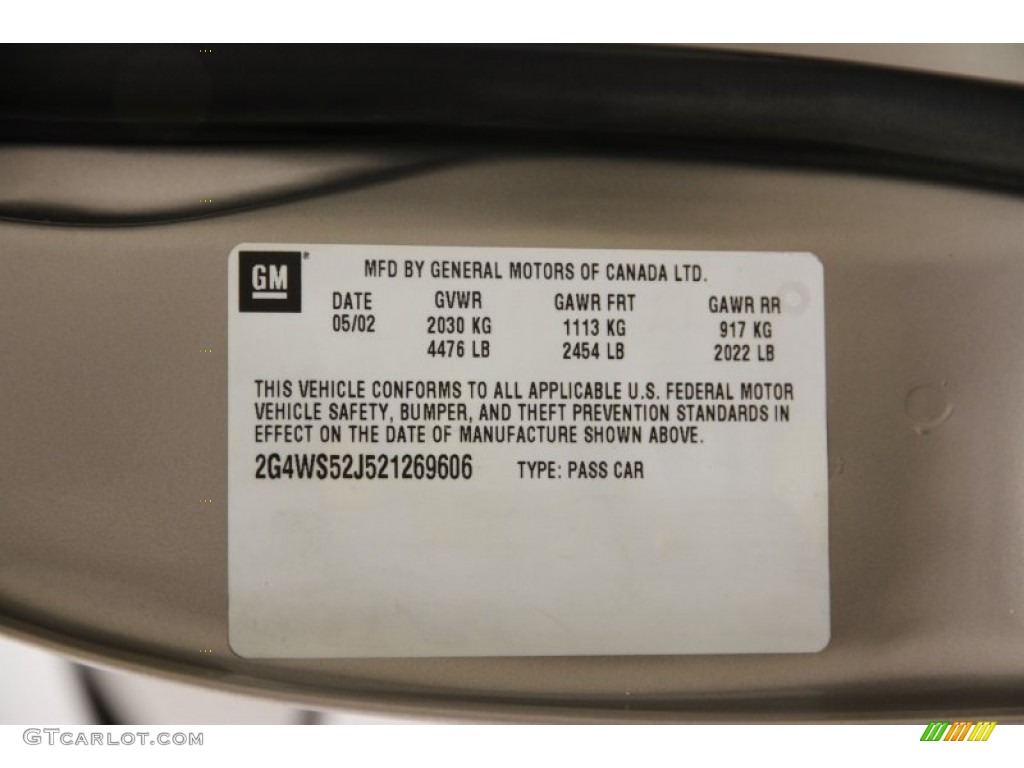 GM
MFD BY GENERAL MOTORS OF CANADA LTD.
DATE GVWR GAWR FRT GAWR RR
05/02 2030 KG 1113 KG 917 KG
4476 LB 2454 LB 2022 LB
THIS VEHICLE CONFORMS TO ALL APPLICABLE U.S. FEDERAL MOTOR
VEHICLE SAFETY, BUMPER, AND THEFT PREVENTION STANDARDS IN
EFFECT ON THE DATE OF MANUFACTURE SHOWN ABOVE.
2G4WS52J521269606 TYPE: PASS CAR
GTCARLOT.COM